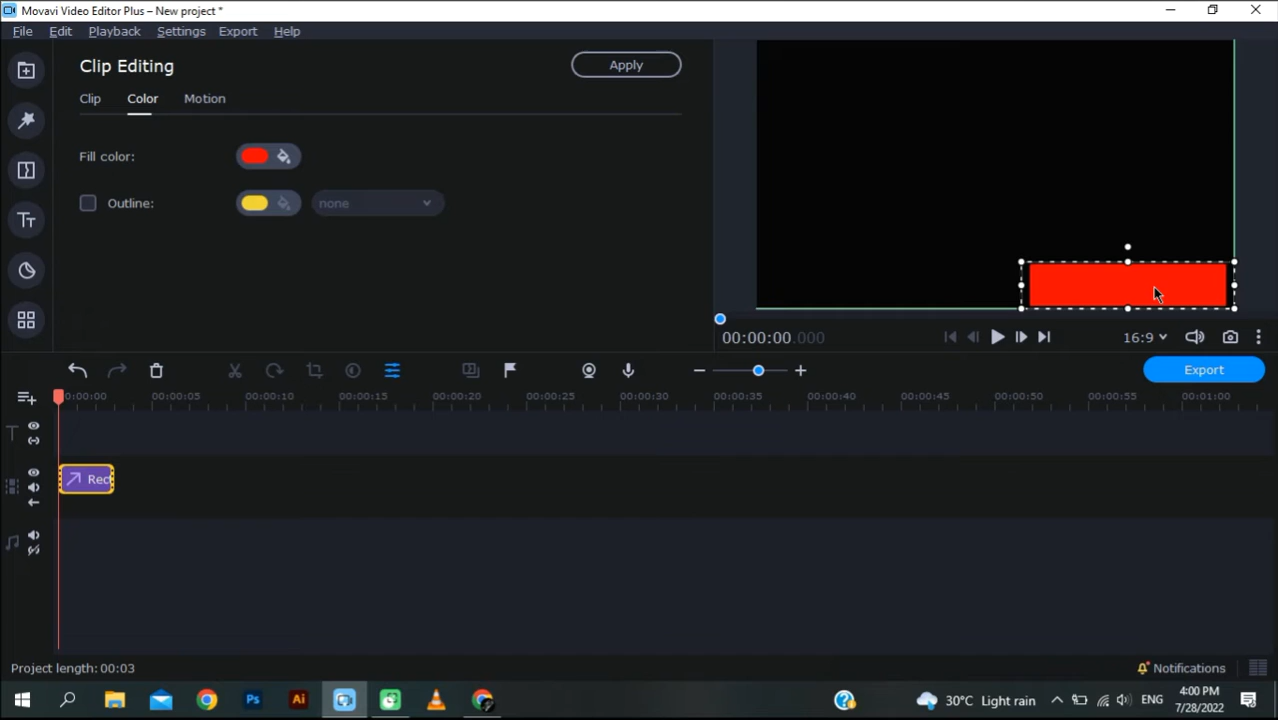 Movavi Video Editor Plus – New project *
File Edit Playback Settings Export Help
Clip Editing
Apply
Clip Color Motion
Fill color:
Outline: none
00:00:00.000
16:9
Export
0:00:00 00:00:05 00:00:10 00:00:15 00:00:20 00:00:25 00:00:30 00:00:35 00:00:40 00:00:45 00:00:50 00:00:55 00:01:00
T
Rec
Project length: 00:03
Notifications
Ps Ai
30°C Light rain
ENG
4:00 PM
7/28/2022